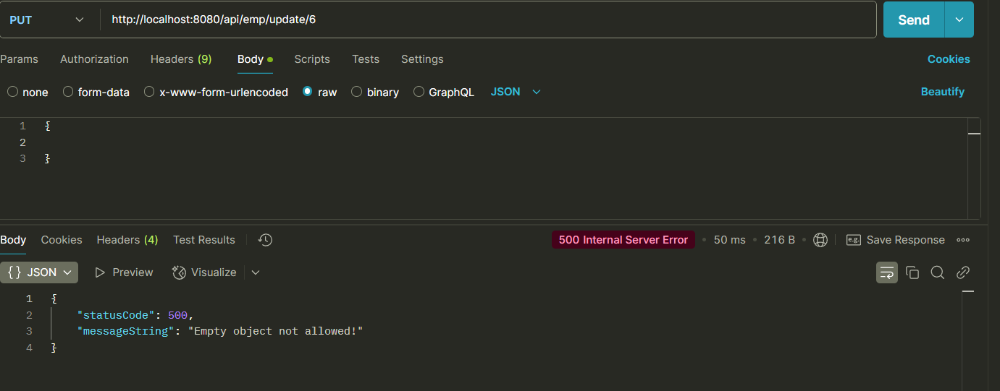 PUT http://localhost:8080/api/emp/update/6 Send
Params Authorization Headers (9) Body Scripts Tests Settings Cookies
none form-data x-www-form-urlencoded raw binary GraphQL JSON Beautify
1 {
2
3 }
Body Cookies Headers (4) Test Results 500 Internal Server Error 50 ms 216 B e.g. Save Response
{} JSON Preview Visualize
1 {
2 "statusCode": 500,
3 "messageString": "Empty object not allowed!"
4 }